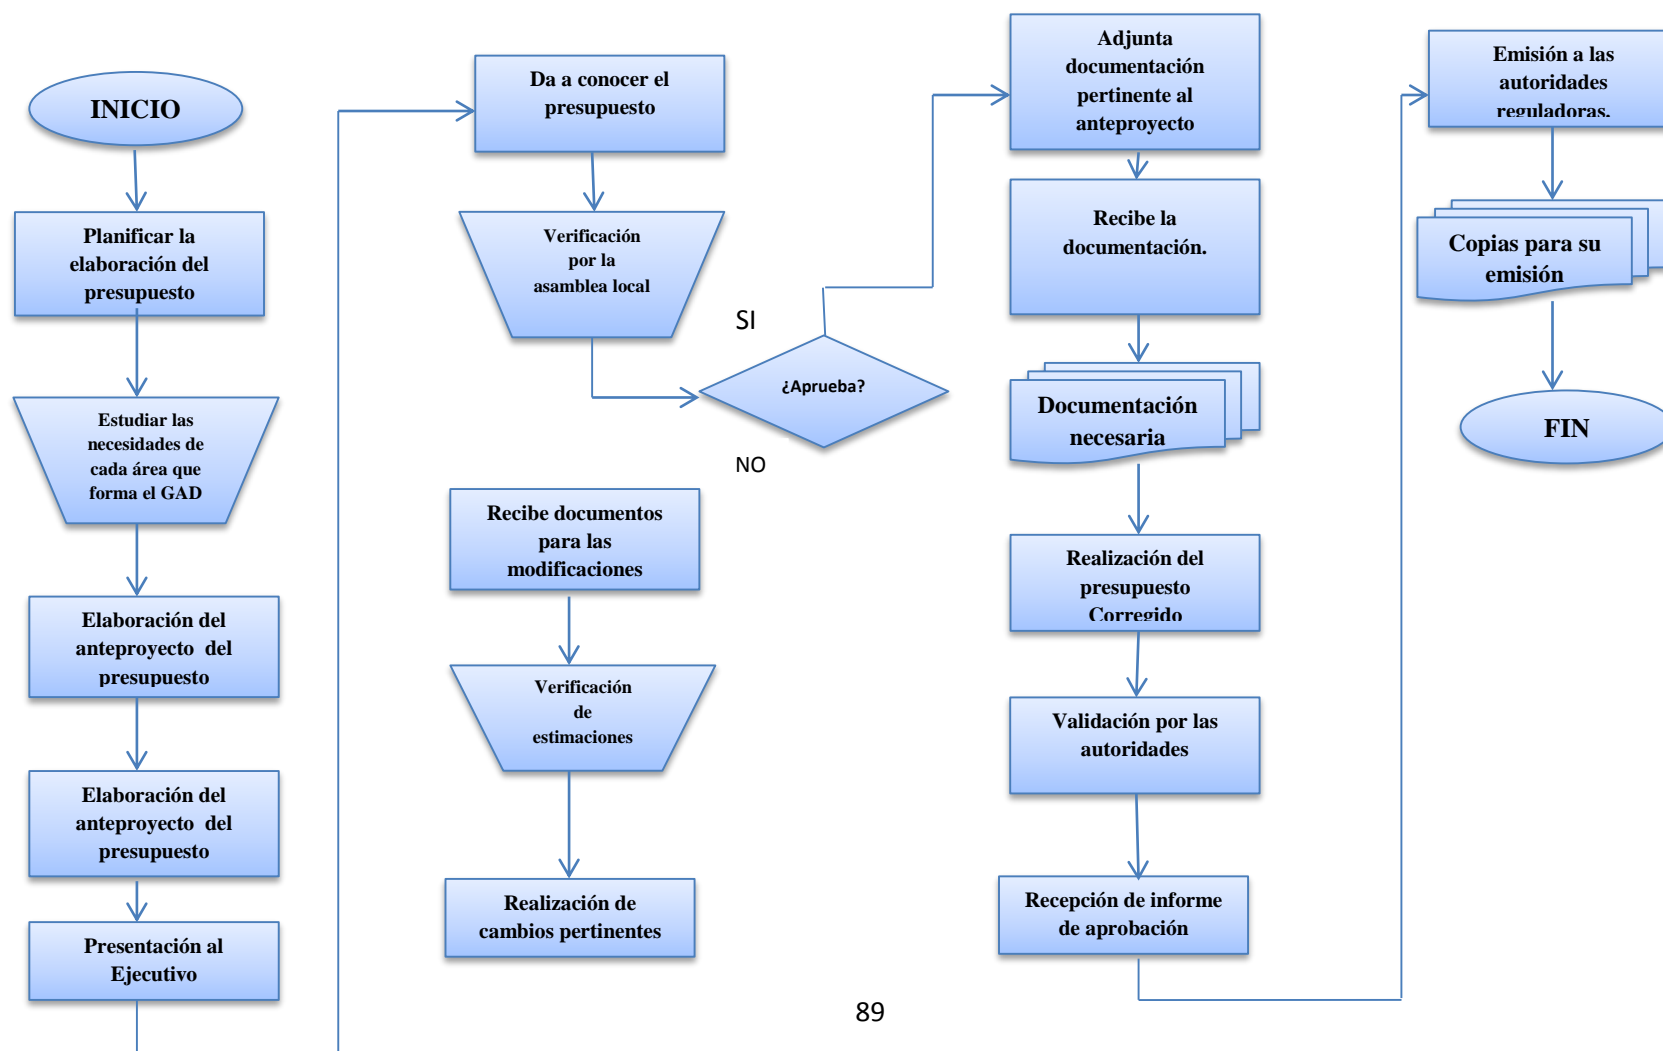 INICIO
Planificar la
elaboración del
presupuesto
Estudiar las
necesidades de
cada área que
forma el GAD
Elaboración del
anteproyecto del
presupuesto
Elaboración del
anteproyecto del
presupuesto
Presentación al
Ejecutivo
Da a conocer el
presupuesto
Verificación
por la
asamblea local
SI
¿Aprueba?
NO
Recibe documentos
para las
modificaciones
Verificación
de
estimaciones
Realización de
cambios pertinentes
Adjunta
documentación
pertinente al
anteproyecto
Recibe la
documentación.
Documentación
necesaria
Realización del
presupuesto
Corregido
Validación por las
autoridades
Recepción de informe
de aprobación
Emisión a las
autoridades
reguladoras.
Copias para su
emisión
FIN
89